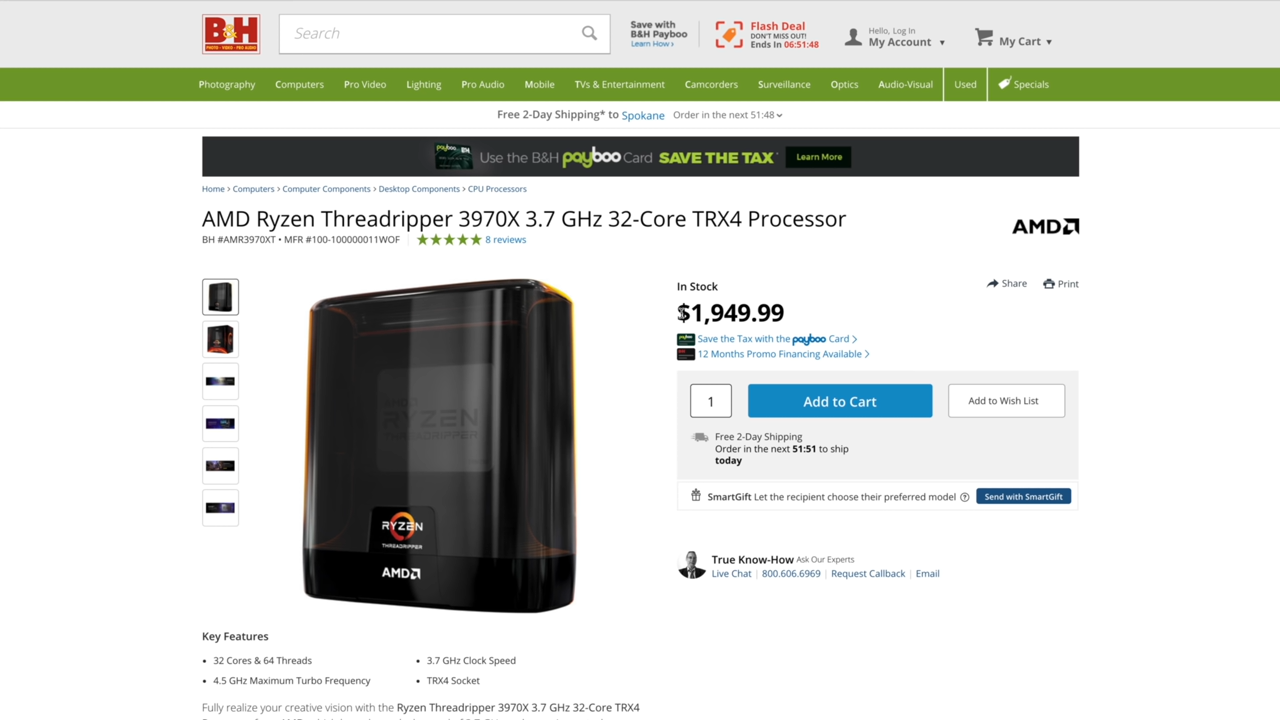 B&H
PHOTO - VIDEO - PRO AUDIO
Search
Save with
B&H Payboo
Learn How ›
Flash Deal
DON'T MISS OUT!
Ends In 06:51:48
Hello, Log In
My Account ▼
My Cart ▼
Photography Computers Pro Video Lighting Pro Audio Mobile TVs & Entertainment Camcorders Surveillance Optics Audio-Visual Used Specials
Free 2-Day Shipping* to Spokane Order in the next 51:48
payboo B&H Use the B&H payboo Card SAVE THE TAX* Learn More
Home > Computers > Computer Components > Desktop Components > CPU Processors
AMD Ryzen Threadripper 3970X 3.7 GHz 32-Core TRX4 Processor
BH #AMR3970XT • MFR #100-100000011WOF ★★★★★ 8 reviews
AMD
In Stock
Share Print
$1,949.99
Save the Tax with the payboo Card >
12 Months Promo Financing Available >
1 Add to Cart Add to Wish List
Free 2-Day Shipping
Order in the next 51:51 to ship
today
SmartGift Let the recipient choose their preferred model ? Send with SmartGift
True Know-How Ask Our Experts
Live Chat | 800.606.6969 | Request Callback | Email
AMD
RYZEN
THREADRIPPER
RYZEN
THREADRIPPER
AMD
Key Features
• 32 Cores & 64 Threads
• 3.7 GHz Clock Speed
• 4.5 GHz Maximum Turbo Frequency
• TRX4 Socket
Fully realize your creative vision with the Ryzen Threadripper 3970X 3.7 GHz 32-Core TRX4